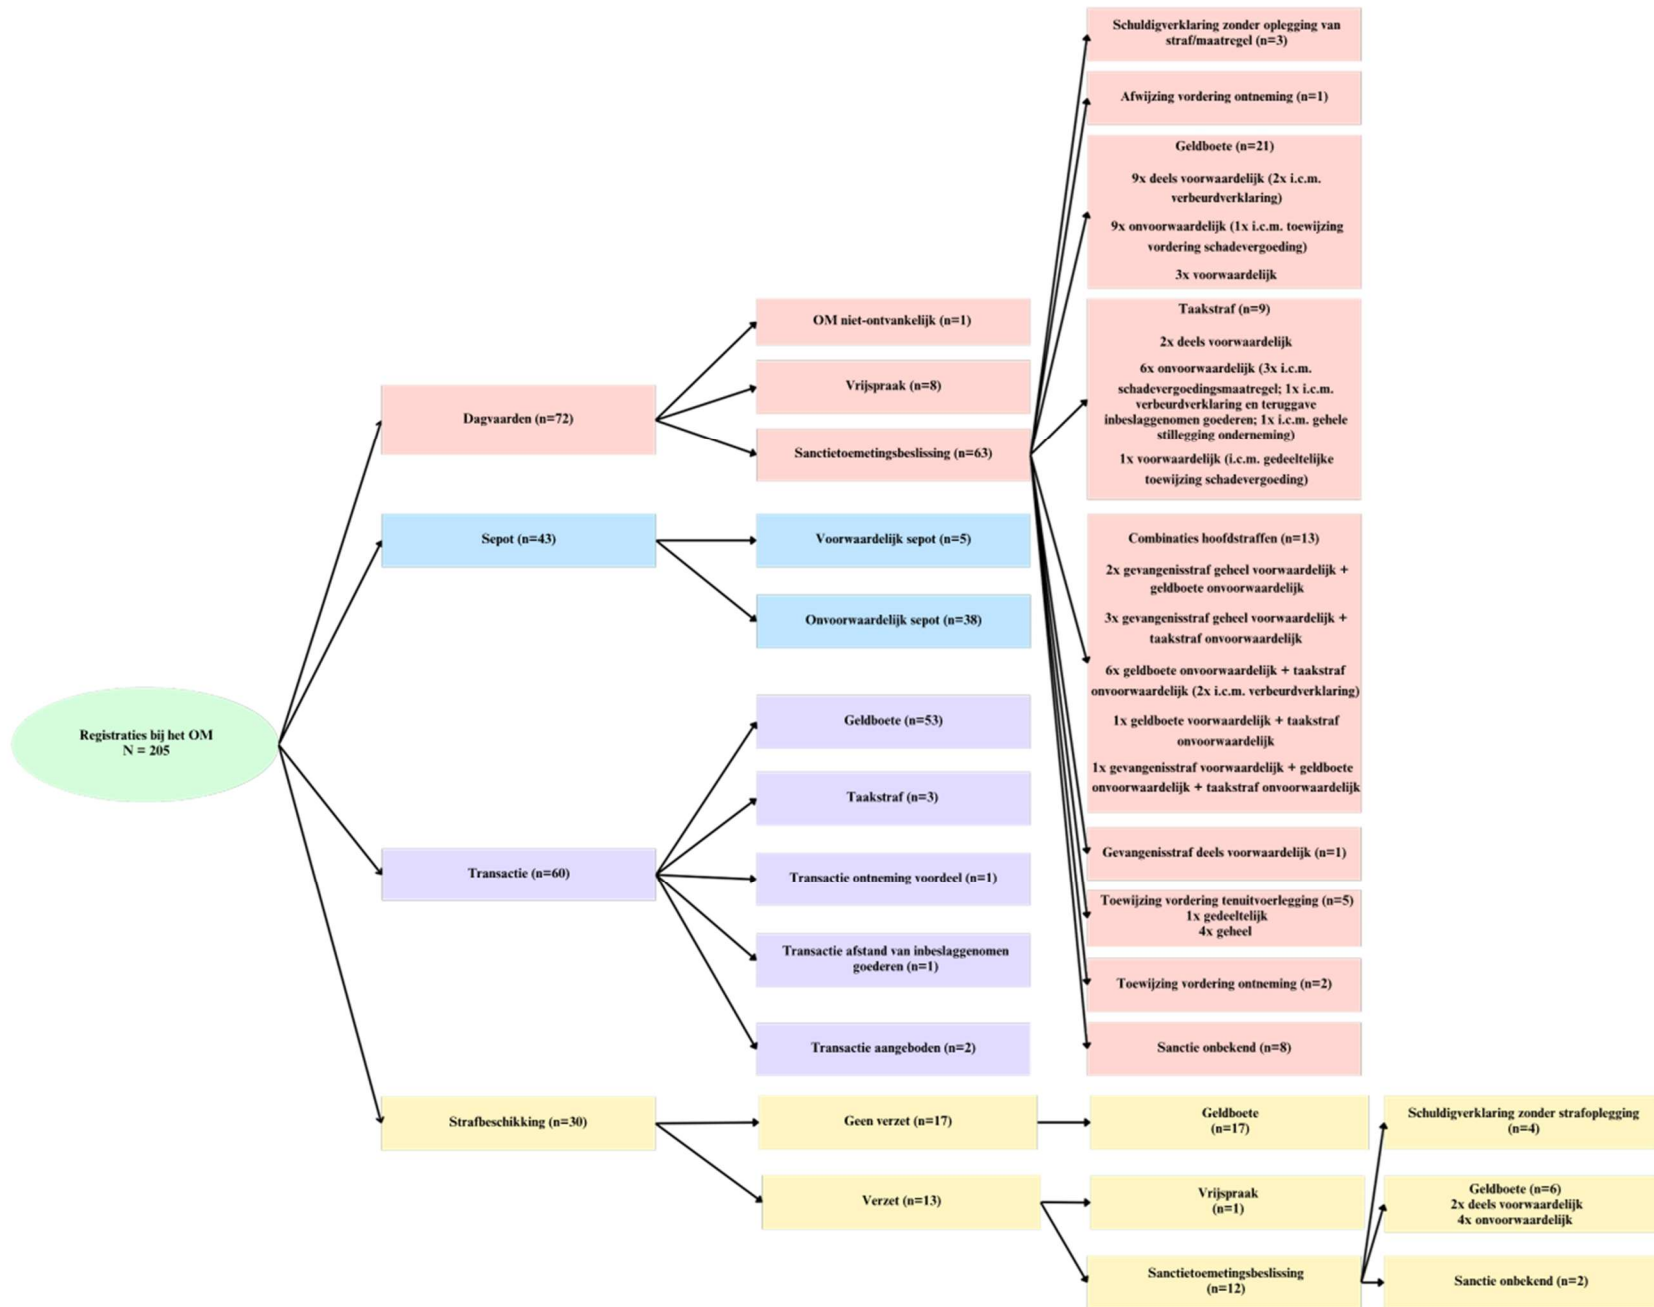 Registraties bij het OM
N = 205
Dagvaarden (n=72)
OM niet-ontvankelijk (n=1)
Vrijspraak (n=8)
Sanctietoemetingsbeslissing (n=63)
Schuldigverklaring zonder oplegging van
straf/maatregel (n=3)
Afwijzing vordering ontneming (n=1)
Geldboete (n=21)
9x deels voorwaardelijk (2x i.c.m.
verbeurdverklaring)
9x onvoorwaardelijk (1x i.c.m. toewijzing
vordering schadevergoeding)
3x voorwaardelijk
Taakstraf (n=9)
2x deels voorwaardelijk
6x onvoorwaardelijk (3x i.c.m.
schadevergoedingsmaatregel; 1x i.c.m.
verbeurdverklaring en teruggave
inbeslaggenomen goederen; 1x i.c.m. gehele
stillegging onderneming)
1x voorwaardelijk (i.c.m. gedeeltelijke
toewijzing schadevergoeding)
Combinaties hoofdstraffen (n=13)
2x gevangenisstraf geheel voorwaardelijk +
geldboete onvoorwaardelijk
3x gevangenisstraf geheel voorwaardelijk +
taakstraf onvoorwaardelijk
6x geldboete onvoorwaardelijk + taakstraf
onvoorwaardelijk (2x i.c.m. verbeurdverklaring)
1x geldboete voorwaardelijk + taakstraf
onvoorwaardelijk
1x gevangenisstraf voorwaardelijk + geldboete
onvoorwaardelijk + taakstraf onvoorwaardelijk
Gevangenisstraf deels voorwaardelijk (n=1)
Toewijzing vordering tenuitvoerlegging (n=5)
1x gedeeltelijk
4x geheel
Toewijzing vordering ontneming (n=2)
Sanctie onbekend (n=8)
Sepot (n=43)
Voorwaardelijk sepot (n=5)
Onvoorwaardelijk sepot (n=38)
Transactie (n=60)
Geldboete (n=53)
Taakstraf (n=3)
Transactie ontneming voordeel (n=1)
Transactie afstand van inbeslaggenomen
goederen (n=1)
Transactie aangeboden (n=2)
Strafbeschikking (n=30)
Geen verzet (n=17)
Geldboete
(n=17)
Verzet (n=13)
Vrijspraak
(n=1)
Sanctietoemetingsbeslissing
(n=12)
Schuldigverklaring zonder strafoplegging
(n=4)
Geldboete (n=6)
2x deels voorwaardelijk
4x onvoorwaardelijk
Sanctie onbekend (n=2)